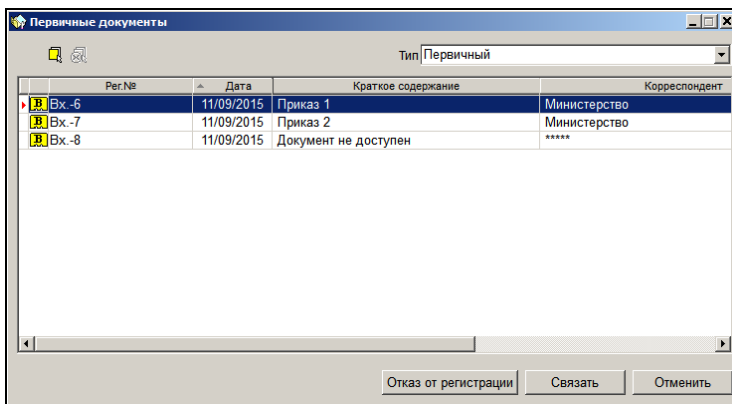 Первичные документы
Тип Первичный
Рег.№ Дата Краткое содержание Корреспондент
В Вх.-6 11/09/2015 Приказ 1 Министерство
В Вх.-7 11/09/2015 Приказ 2 Министерство
В Вх.-8 11/09/2015 Документ не доступен *****
Отказ от регистрации Связать Отменить